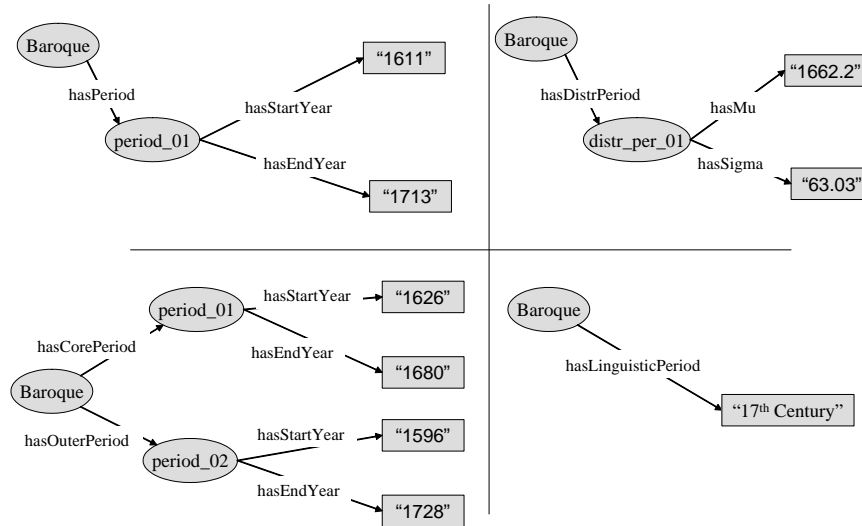 Baroque
"1611"
hasPeriod
hasStartYear
period_01
hasEndYear
"1713"
Baroque
"1662.2"
hasDistrPeriod
hasMu
distr_per_01
hasSigma
"63.03"
period_01
hasStartYear
"1626"
hasCorePeriod
hasEndYear
"1680"
Baroque
hasOuterPeriod
hasStartYear
"1596"
period_02
hasEndYear
"1728"
Baroque
hasLinguisticPeriod
"17th Century"